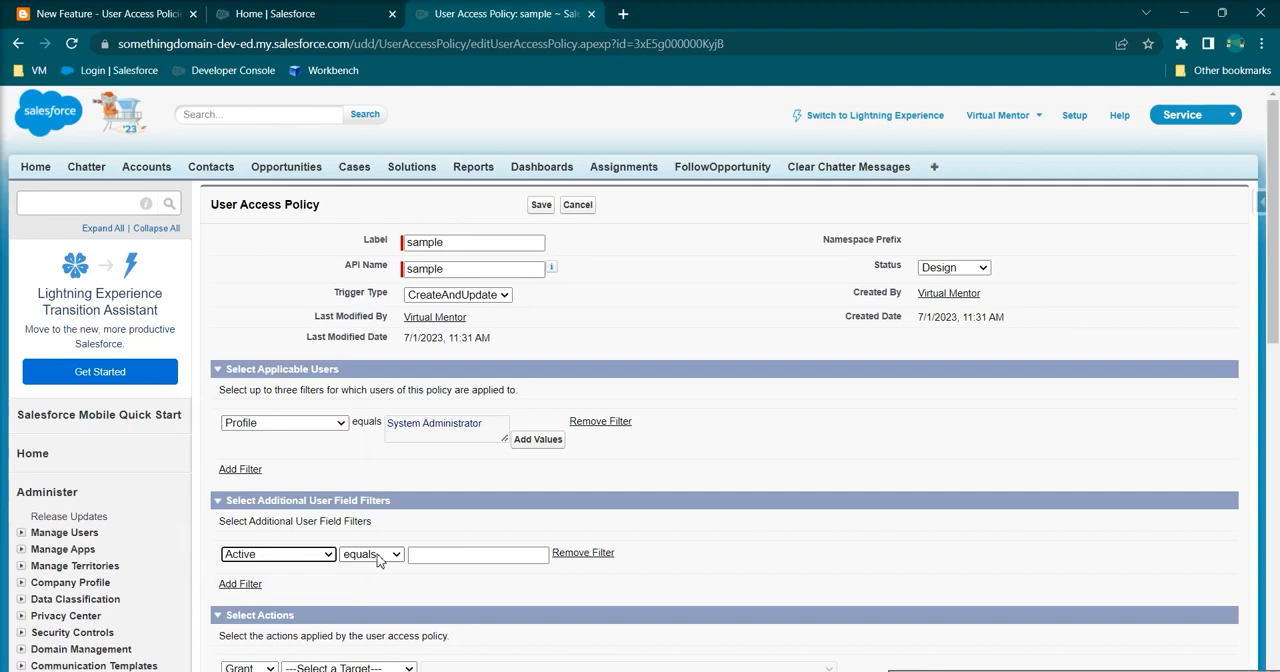 New Feature - User Access Polici
Home | Salesforce
User Access Policy: sample ~ Sal
somethingdomain-dev-ed.my.salesforce.com/udd/UserAccessPolicy/editUserAccessPolicy.apexp?id=3xE5g000000KyjB
VM
Login | Salesforce
Developer Console
Workbench
Other bookmarks
salesforce
'23
Search...
Search
Switch to Lightning Experience
Virtual Mentor
Setup
Help
Service
Home
Chatter
Accounts
Contacts
Opportunities
Cases
Solutions
Reports
Dashboards
Assignments
FollowOpportunity
Clear Chatter Messages
Expand All | Collapse All
Lightning Experience
Transition Assistant
Move to the new, more productive
Salesforce.
Get Started
Salesforce Mobile Quick Start
Home
Administer
Release Updates
Manage Users
Manage Apps
Manage Territories
Company Profile
Data Classification
Privacy Center
Security Controls
Domain Management
Communication Templates
User Access Policy
Save
Cancel
Label
sample
Namespace Prefix
API Name
sample
Status
Design
Trigger Type
CreateAndUpdate
Created By
Virtual Mentor
Last Modified By
Virtual Mentor
Created Date
7/1/2023, 11:31 AM
Last Modified Date
7/1/2023, 11:31 AM
Select Applicable Users
Select up to three filters for which users of this policy are applied to.
Profile
equals
System Administrator
Add Values
Remove Filter
Add Filter
Select Additional User Field Filters
Select Additional User Field Filters
Active
equals
Remove Filter
Add Filter
Select Actions
Select the actions applied by the user access policy.
Grant
---Select a Target---